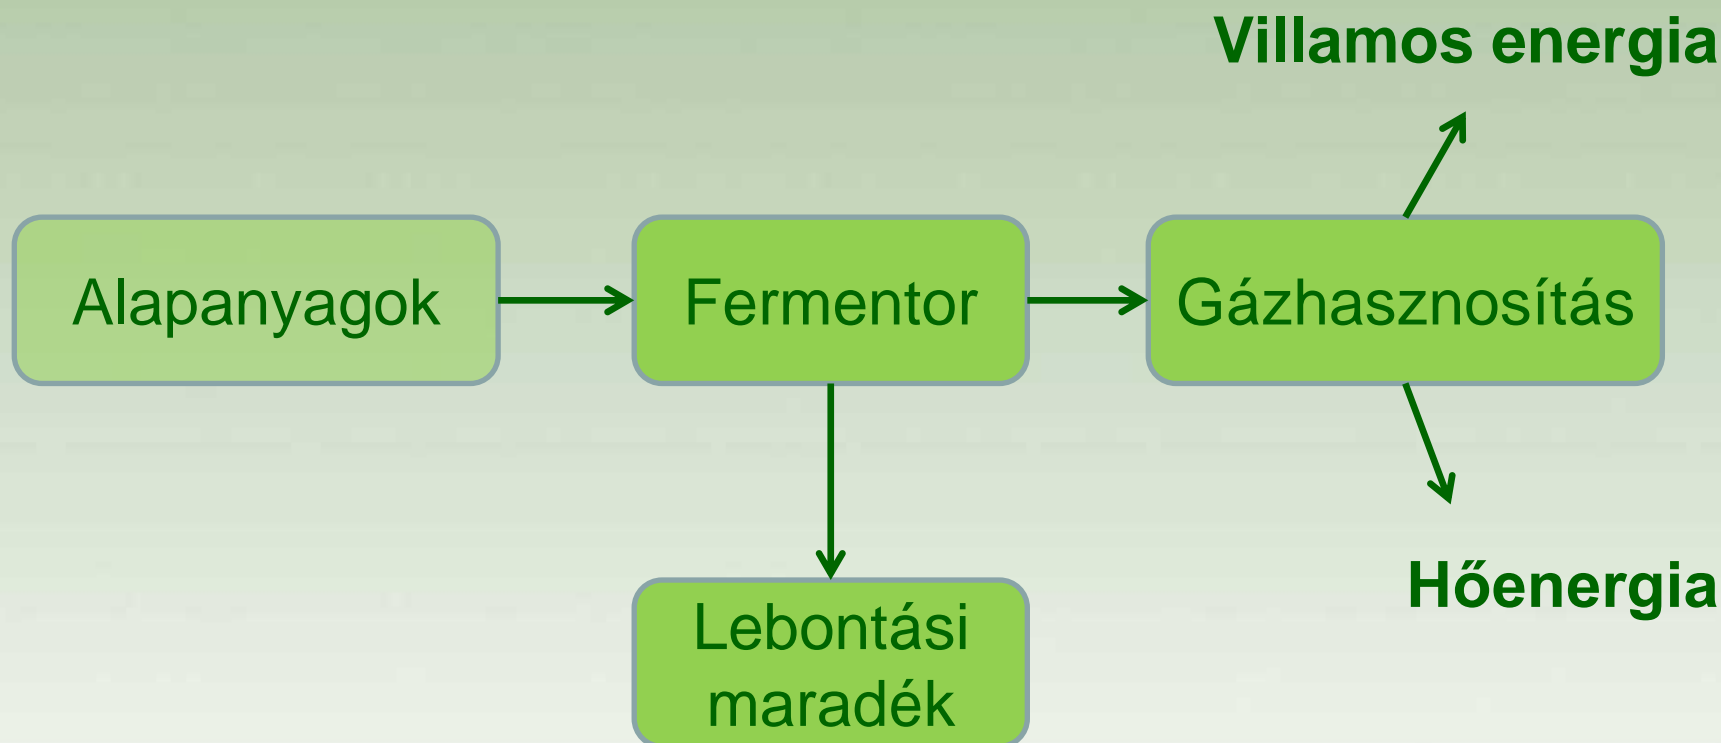 Villamos energia
Alapanyagok
Fermentor
Gázhasznosítás
Hőenergia
Lebontási
maradék